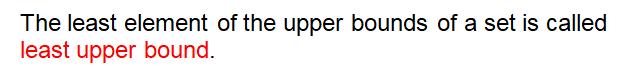 The least element of the upper bounds of a set is called
least upper bound.